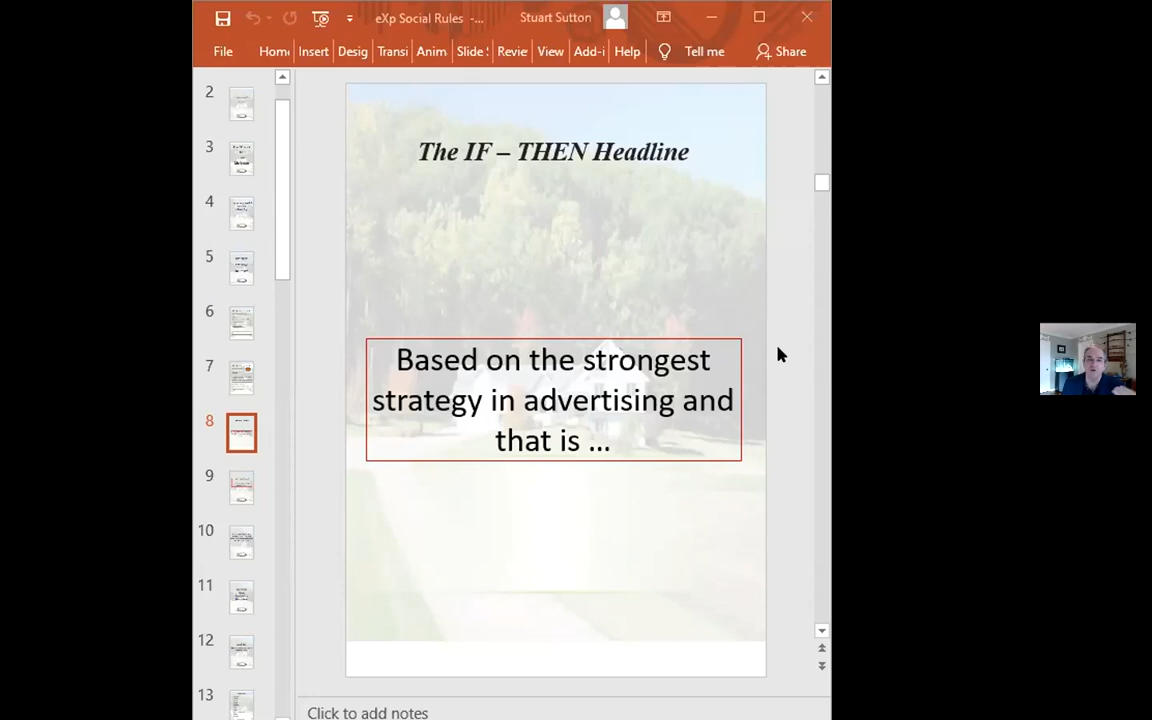 eXp Social Rules -...
Stuart Sutton
File
Hom
Insert
Desig
Transi
Anim
Slide
Revie
View
Add-i
Help
Tell me
Share
2
3
4
5
6
7
8
9
10
11
12
13
The IF – THEN Headline
Based on the strongest
strategy in advertising and
that is ...
Click to add notes